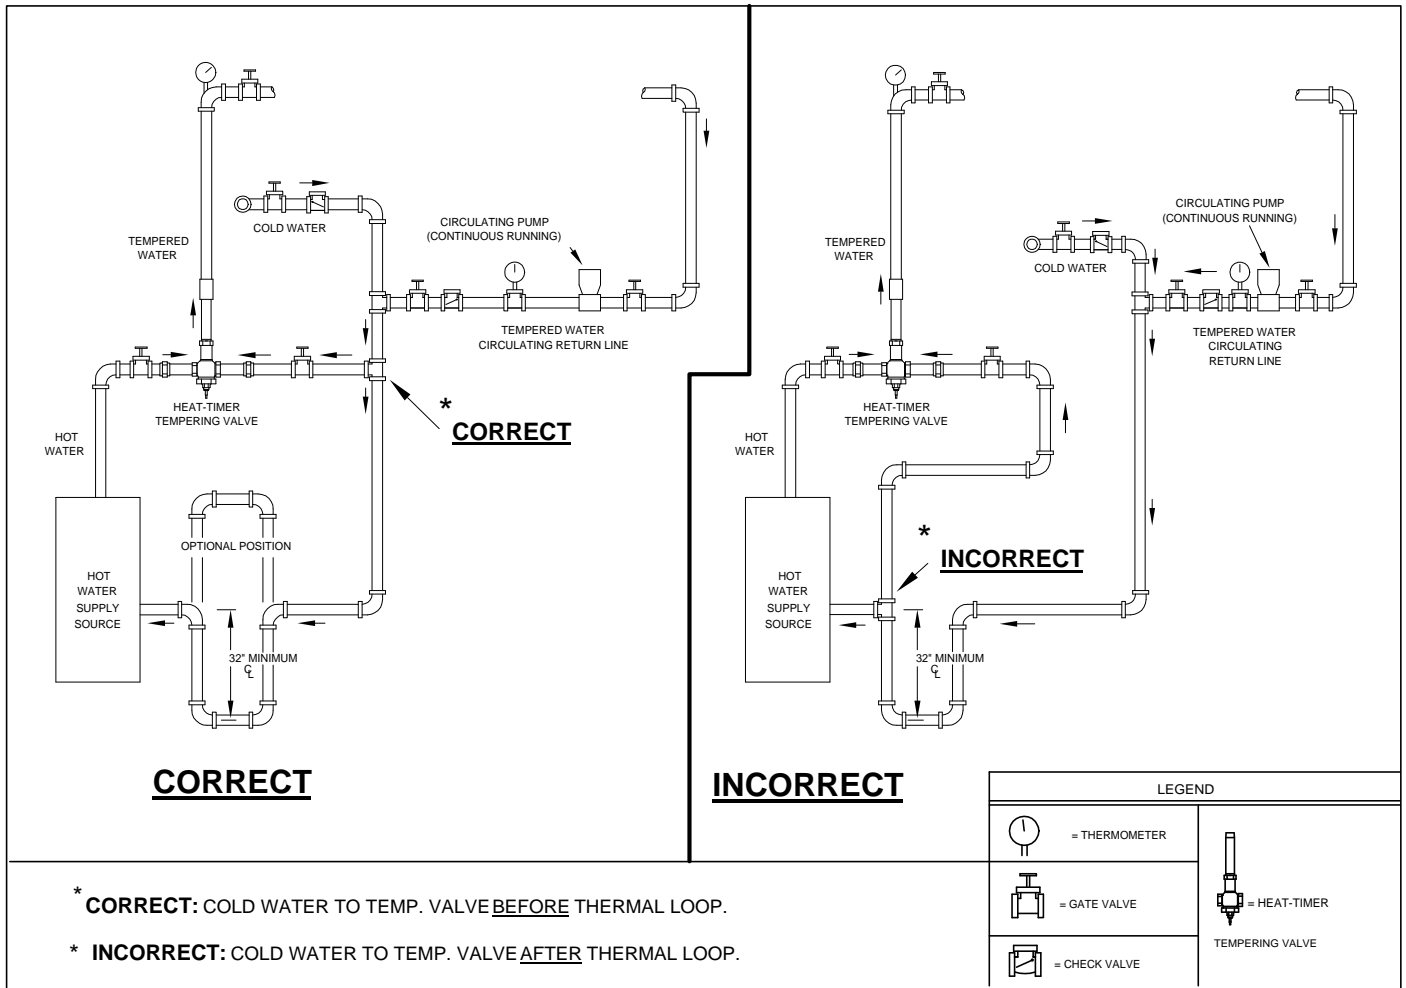 TEMPERED
WATER
COLD WATER
CIRCULATING PUMP
(CONTINUOUS RUNNING)
TEMPERED WATER
CIRCULATING RETURN LINE
HEAT-TIMER
TEMPERING VALVE
*
CORRECT
HOT
WATER
OPTIONAL POSITION
HOT
WATER
SUPPLY
SOURCE
32" MINIMUM
CL
CORRECT
TEMPERED
WATER
COLD WATER
CIRCULATING PUMP
(CONTINUOUS RUNNING)
TEMPERED WATER
CIRCULATING
RETURN LINE
HEAT-TIMER
TEMPERING VALVE
HOT
WATER
*
INCORRECT
HOT
WATER
SUPPLY
SOURCE
32" MINIMUM
CL
INCORRECT
LEGEND
= THERMOMETER
= GATE VALVE
= CHECK VALVE
= HEAT-TIMER
TEMPERING VALVE
* CORRECT: COLD WATER TO TEMP. VALVE BEFORE THERMAL LOOP.
* INCORRECT: COLD WATER TO TEMP. VALVE AFTER THERMAL LOOP.